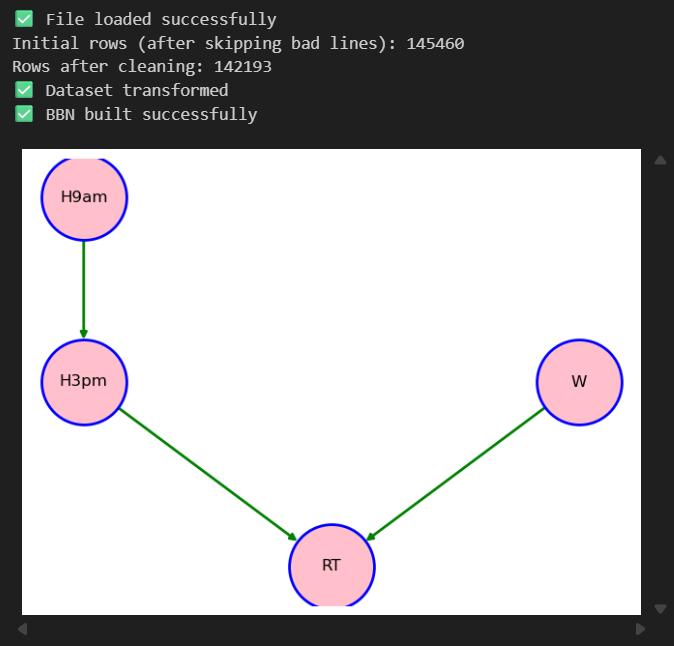 ✅ File loaded successfully
Initial rows (after skipping bad lines): 145460
Rows after cleaning: 142193
✅ Dataset transformed
✅ BBN built successfully
H9am
H3pm
W
RT